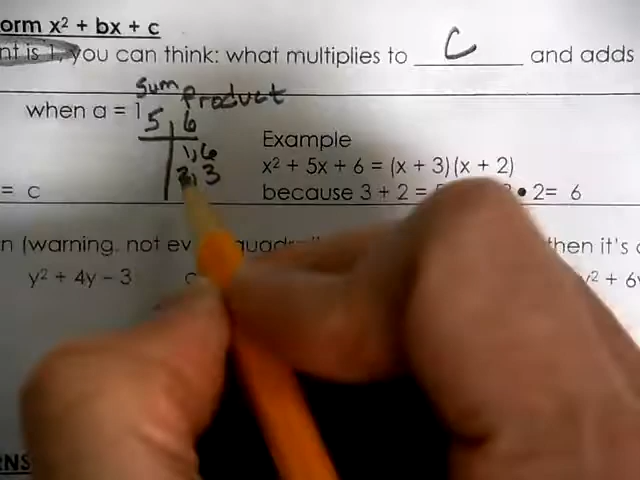 orm x² + bx + c
nt is 1, you can think: what multiplies to C and adds
Sum Product
when a = 1
5, 6
1, 6
2, 3
Example
x² + 5x + 6 = (x + 3)(x + 2)
= c
because 3 + 2 = 2 = 6
n (warning, not ev quad then it's
y² + 4y – 3
y² + 6
RNS